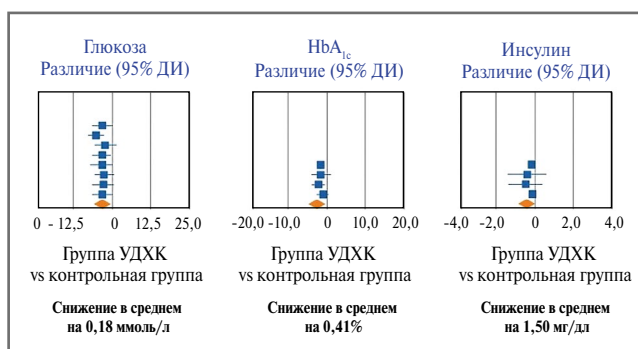 Глюкоза
Различие (95% ДИ)
HbA1c
Различие (95% ДИ)
Инсулин
Различие (95% ДИ)
0 - 12,5 0 12,5 25,0
-20,0 -10,0 0 10,0 20,0
-4,0 -2,0 0 2,0 4,0
Группа УДХК
vs контрольная группа
Группа УДХК
vs контрольная группа
Группа УДХК
vs контрольная группа
Снижение в среднем
на 0,18 ммоль/л
Снижение в среднем
на 0,41%
Снижение в среднем
на 1,50 мг/дл